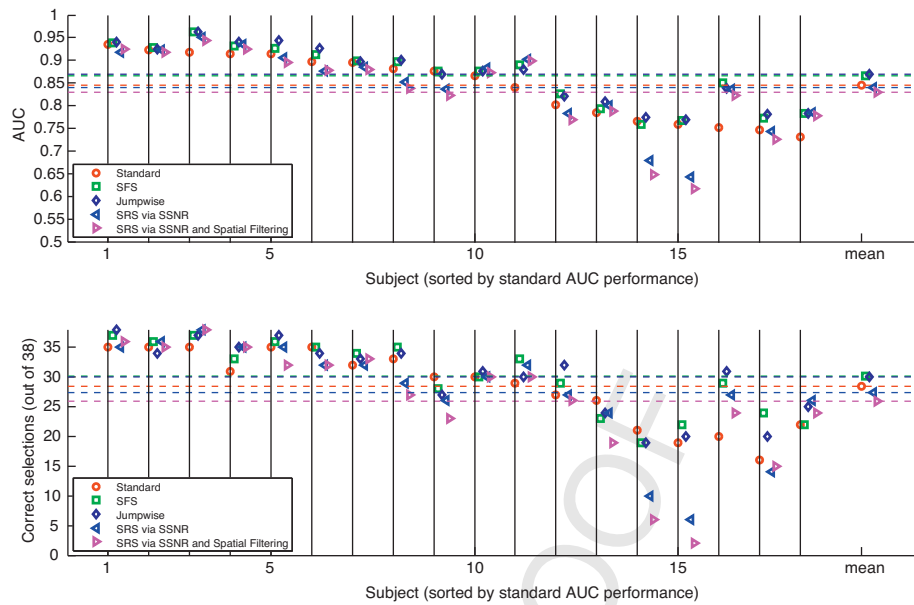 1
0.95
0.9
0.85
0.8
0.75
0.7
0.65
0.6
0.55
0.5
AUC
Standard
SFS
Jumpwise
SRS via SSNR
SRS via SSNR and Spatial Filtering
1 5 10 15 mean
Subject (sorted by standard AUC performance)
35
30
25
20
15
10
5
0
Correct selections (out of 38)
Standard
SFS
Jumpwise
SRS via SSNR
SRS via SSNR and Spatial Filtering
1 5 10 15 mean
Subject (sorted by standard AUC performance)
OOF